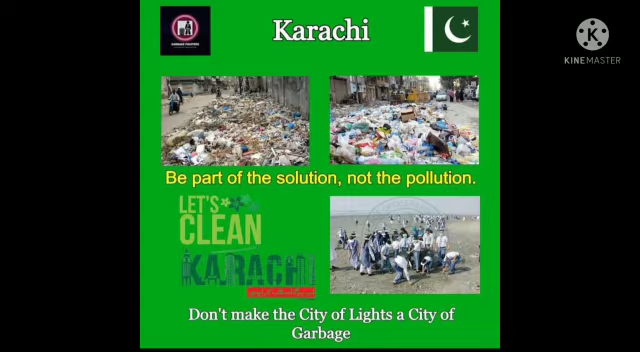 Karachi
KINEMASTER
Be part of the solution, not the pollution.
LET'S
CLEAN
KARACHI
Don't make the City of Lights a City of
Garbage